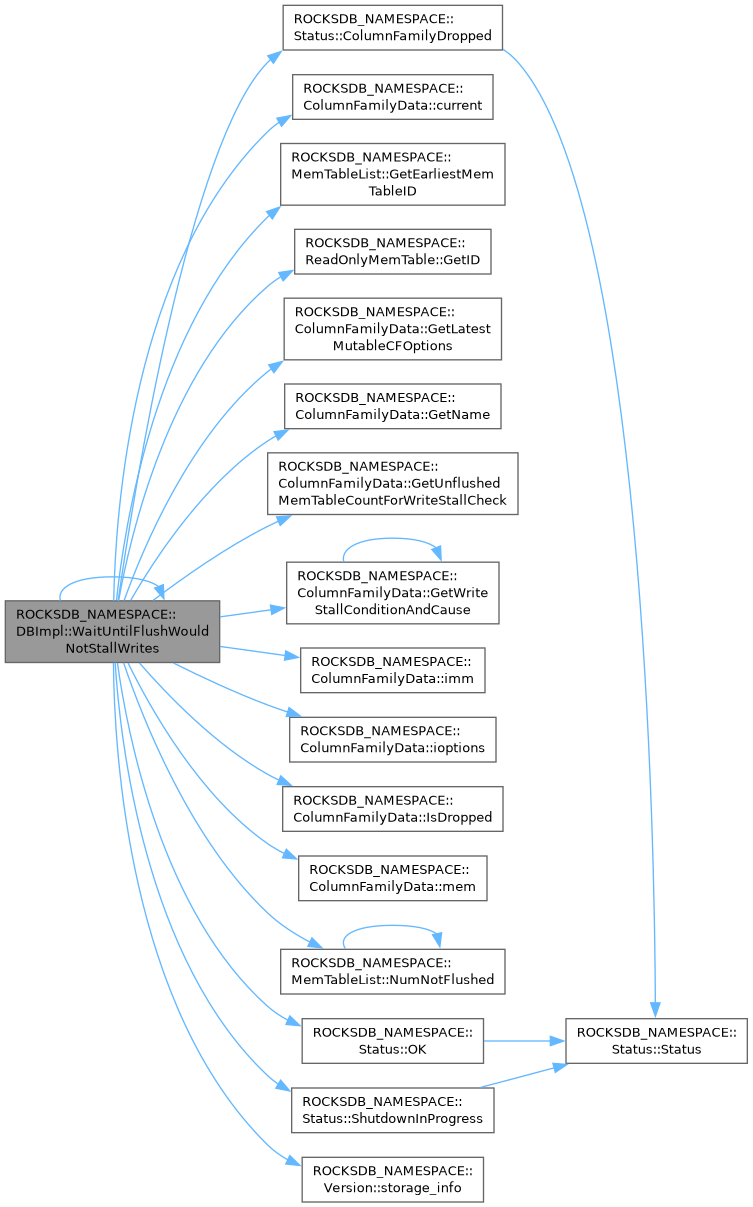 ROCKSDB_NAMESPACE::
Status::ColumnFamilyDropped
ROCKSDB_NAMESPACE::
ColumnFamilyData::current
ROCKSDB_NAMESPACE::
MemTableList::GetEarliestMem
TableID
ROCKSDB_NAMESPACE::
ReadOnlyMemTable::GetID
ROCKSDB_NAMESPACE::
ColumnFamilyData::GetLatest
MutableCFOptions
ROCKSDB_NAMESPACE::
ColumnFamilyData::GetName
ROCKSDB_NAMESPACE::
ColumnFamilyData::GetUnflushed
MemTableCountForWriteStallCheck
ROCKSDB_NAMESPACE::
ColumnFamilyData::GetWrite
StallConditionAndCause
ROCKSDB_NAMESPACE::
DBImpl::WaitUntilFlushWould
NotStallWrites
ROCKSDB_NAMESPACE::
ColumnFamilyData::imm
ROCKSDB_NAMESPACE::
ColumnFamilyData::ioptions
ROCKSDB_NAMESPACE::
ColumnFamilyData::IsDropped
ROCKSDB_NAMESPACE::
ColumnFamilyData::mem
ROCKSDB_NAMESPACE::
MemTableList::NumNotFlushed
ROCKSDB_NAMESPACE::
Status::OK
ROCKSDB_NAMESPACE::
Status::Status
ROCKSDB_NAMESPACE::
Status::ShutdownInProgress
ROCKSDB_NAMESPACE::
Version::storage_info